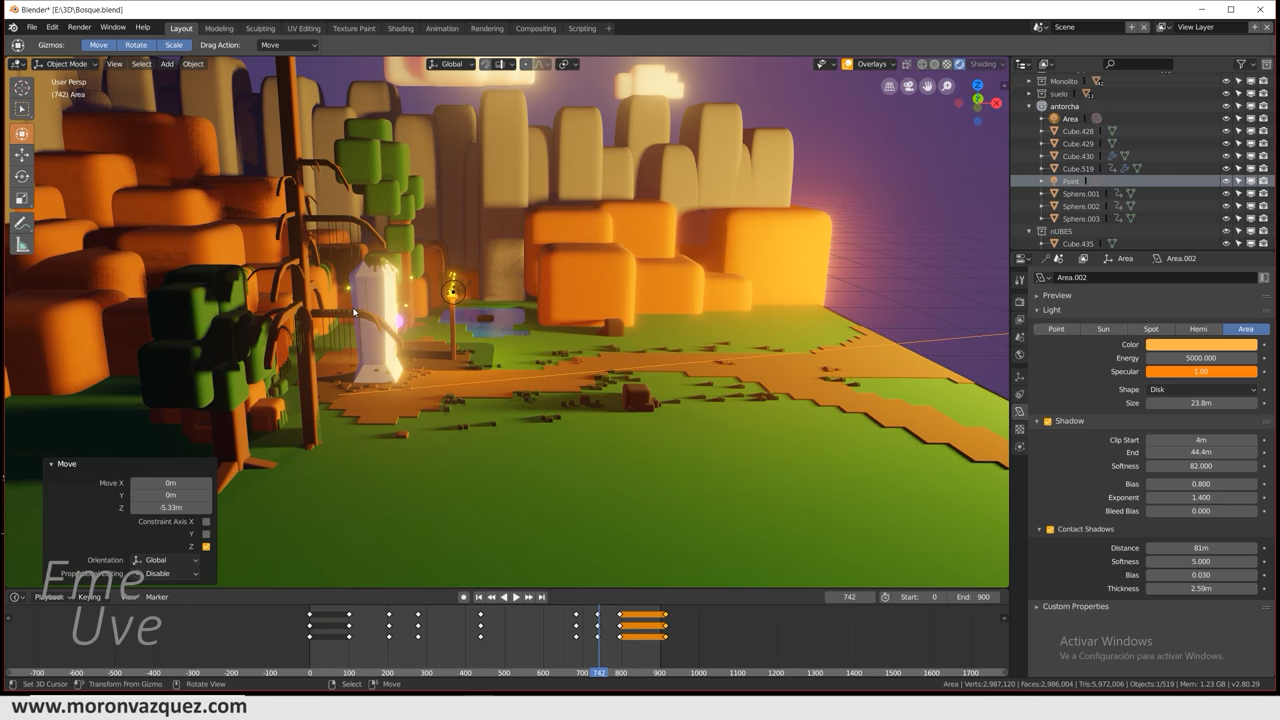 Blender* [E:\3D\Bosque.blend]
File Edit Render Window Help Layout Modeling Sculpting UV Editing Texture Paint Shading Animation Rendering Compositing Scripting + Scene View Layer
Gizmos: Move Rotate Scale Drag Action: Move
Object Mode View Select Add Object Global Overlays Shading
User Persp
(742) Area
Z
Y
X
Monolito
suelo
antorcha
Area
Cube.428
Cube.429
Cube.430
Cube.519
Point
Sphere.001
Sphere.002
Sphere.003
nUBES
Cube.435
Area Area.002
Area.002
Preview
Light
Point Sun Spot Hemi Area
Color
Energy 5000.000
Specular 1.00
Shape Disk
Size 23.8m
Shadow
Clip Start 4m
End 44.4m
Softness 82.000
Bias 0.800
Exponent 1.400
Bleed Bias 0.000
Contact Shadows
Distance 81m
Softness 5.000
Bias 0.030
Thickness 2.59m
Custom Properties
Activar Windows
Ve a Configuración para activar Windows.
Move
Move X 0m
Y 0m
Z -5.33m
Constraint Axis X
Y
Z
Orientation Global
Disable
Eme
Uve
Playback Keying Marker 742 Start: 0 End: 900
-700 -600 -500 -400 -300 -200 -100 0 100 200 300 400 500 600 742 800 900 1000 1100 1200 1300 1400 1500 1600 1700
Set 3D Cursor Transform From Gizmo Rotate View Select Move Area | Verts:2,987,120 | Faces:2,986,004 | Tris:5,972,006 | Objects:1/519 | Mem: 1.23 GB | v2.80.29
www.moronvazquez.com